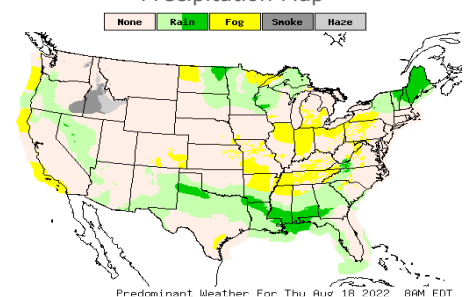 Precipitation Map
None Rain Fog Smoke Haze
Predominant Weather For Thu Aug 18 2022 8AM EDT